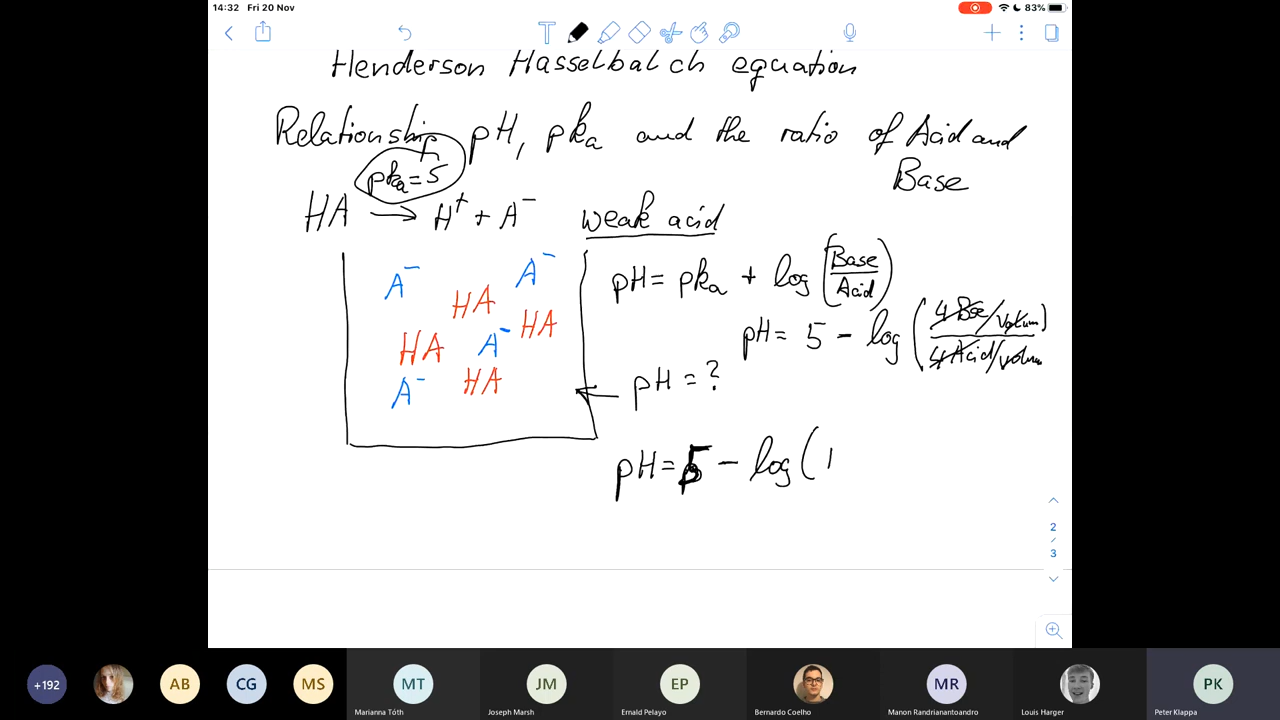 14:32 Fri 20 Nov
83%
T
Henderson Hasselbalch equation
Relationship pH, pka and the ratio of Acid and
Base
pka=5
HA → H+ + A− weak acid
A− A−
HA
HA
HA A−
A− HA
pH = pka + log (Base/Acid)
pH = 5 − log (4 Base/Volum / 4 Acid/volum)
pH = ?
pH = 5 − log (1
2
/
3
+192
AB
CG
MS
MT
JM
EP
MR
PK
Marianna Tóth
Joseph Marsh
Ernald Pelayo
Bernardo Coelho
Manon Randrianantoandro
Louis Harger
Peter Klappa